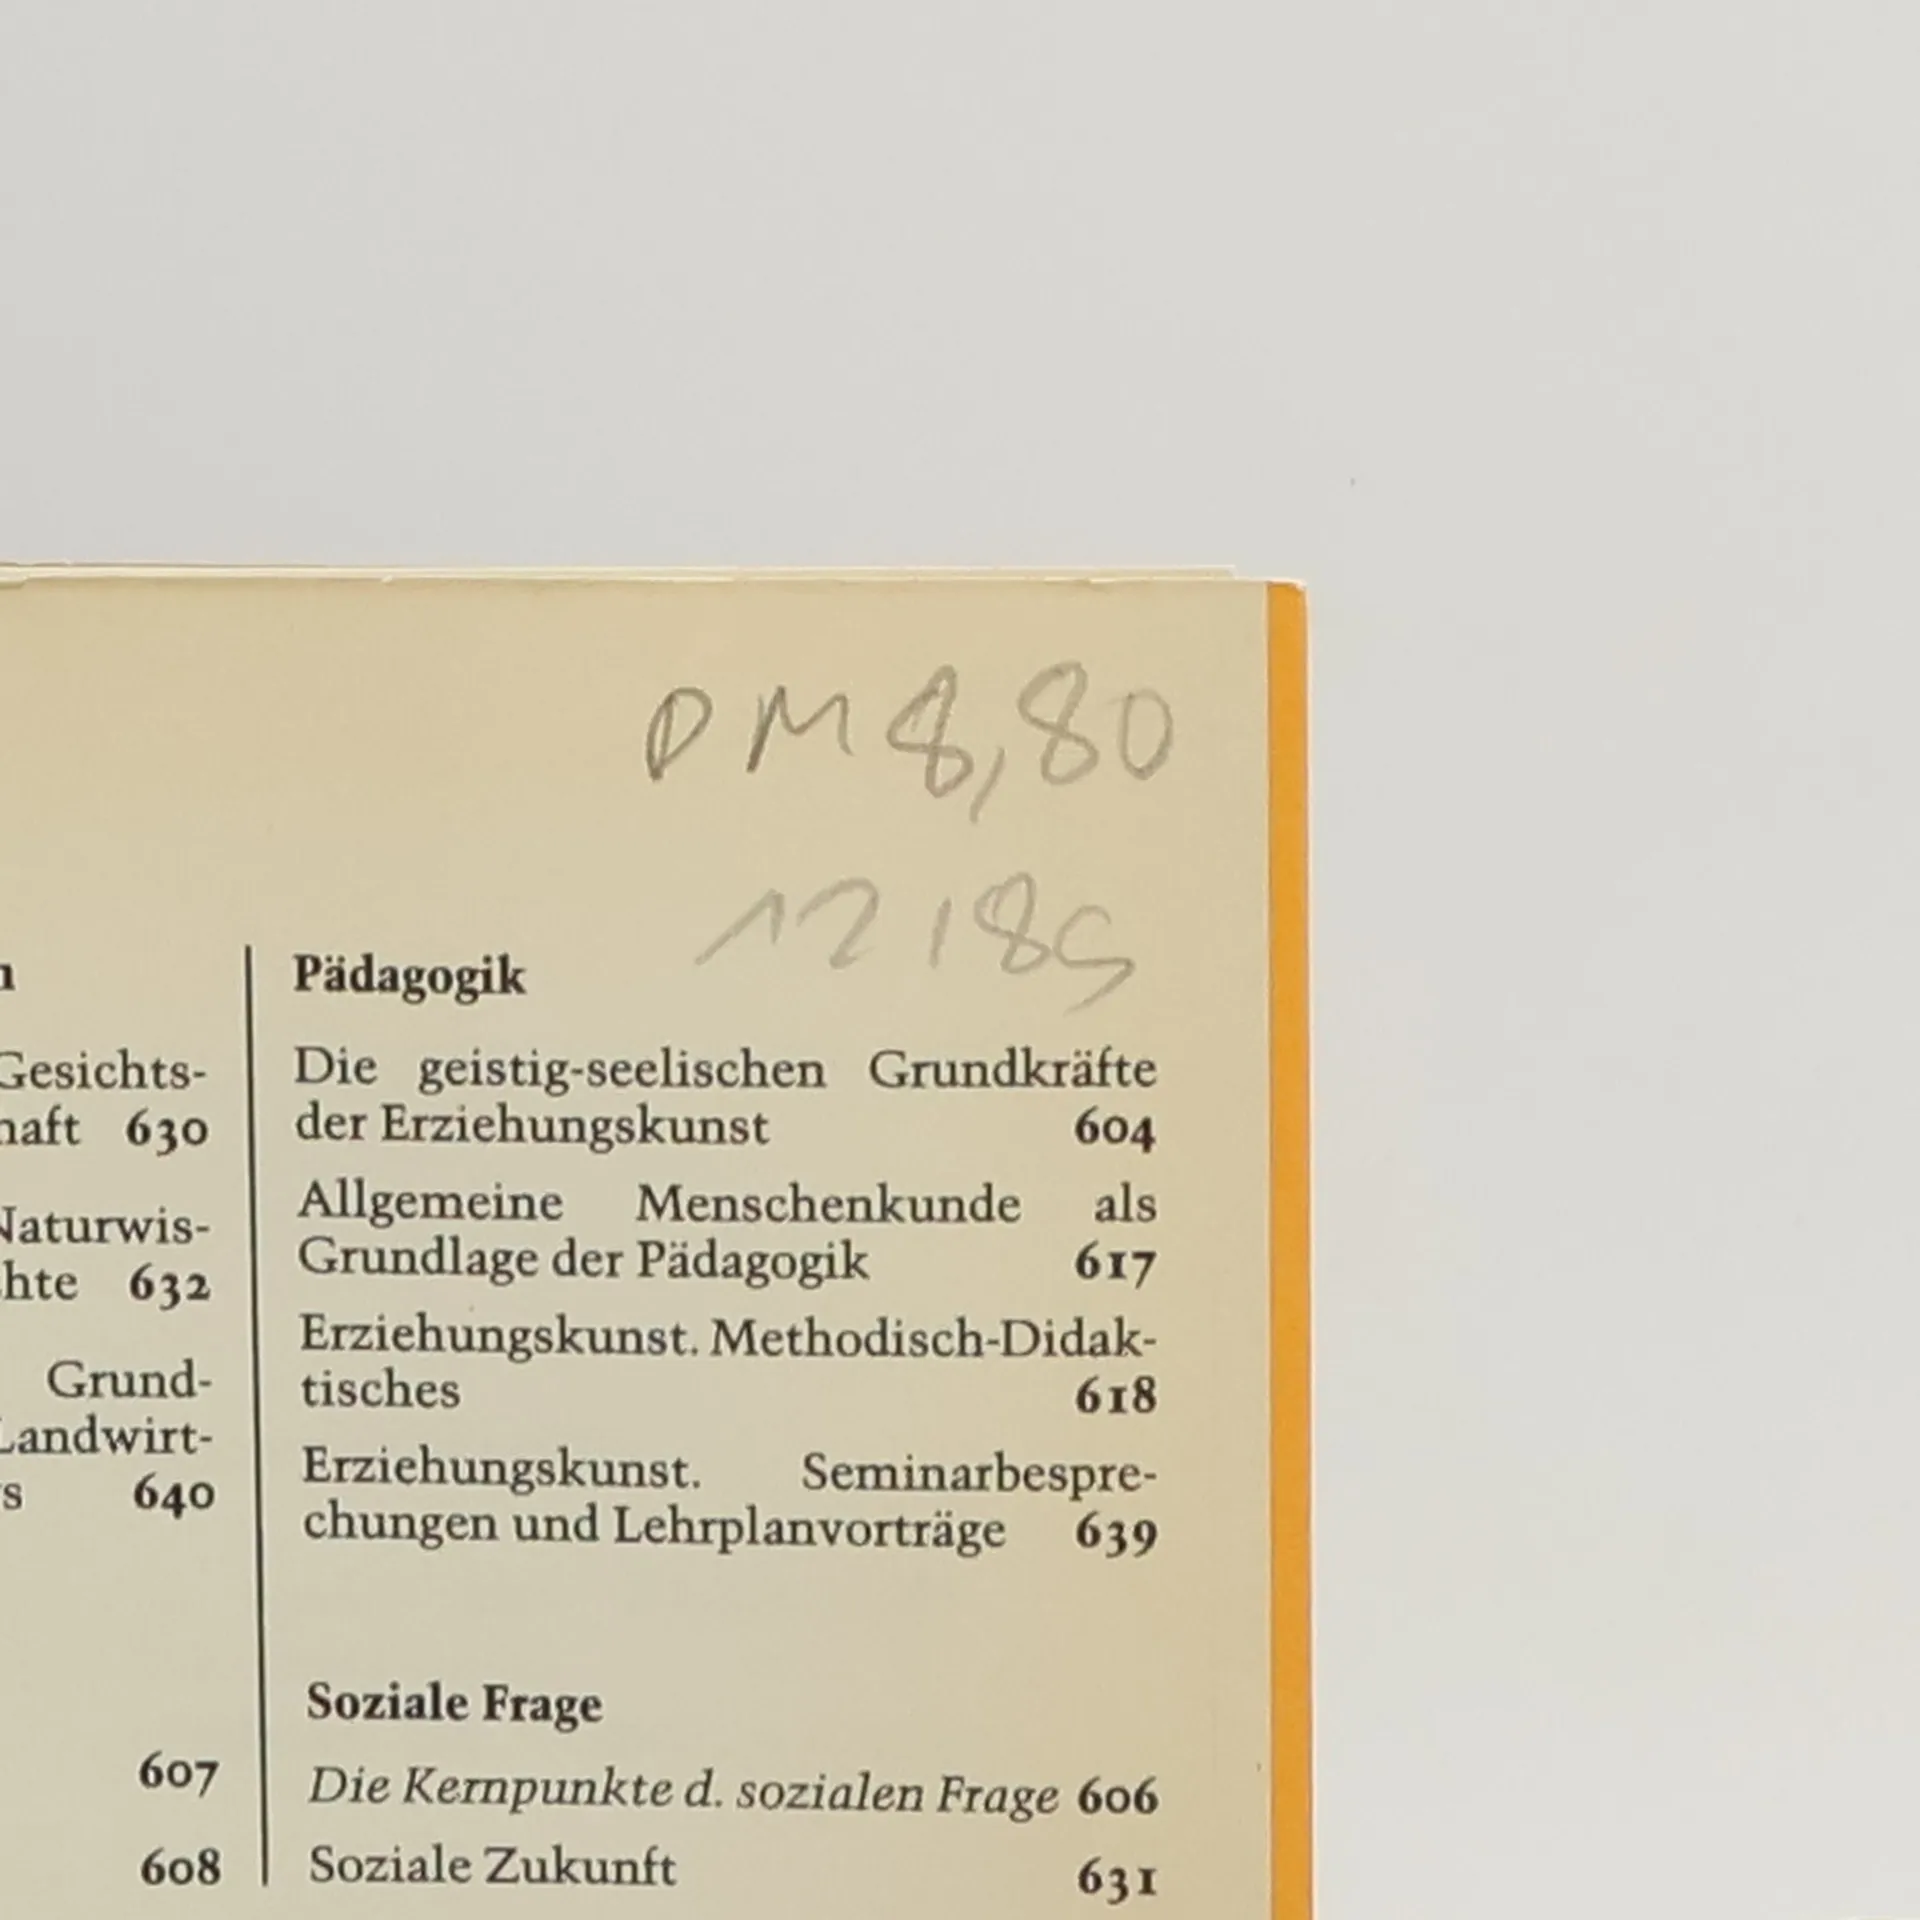 DM 8,80
12 185
Pädagogik
Gesichts-
haft 630
Naturwis-
hte 632
Grund-
Landwirt-
s 640
607
608
Die geistig-seelischen Grundkräfte
der Erziehungskunst 604
Allgemeine Menschenkunde als
Grundlage der Pädagogik 617
Erziehungskunst. Methodisch-Didak-
tisches 618
Erziehungskunst. Seminarbespre-
chungen und Lehrplanvorträge 639
Soziale Frage
Die Kernpunkte d. sozialen Frage 606
Soziale Zukunft 631